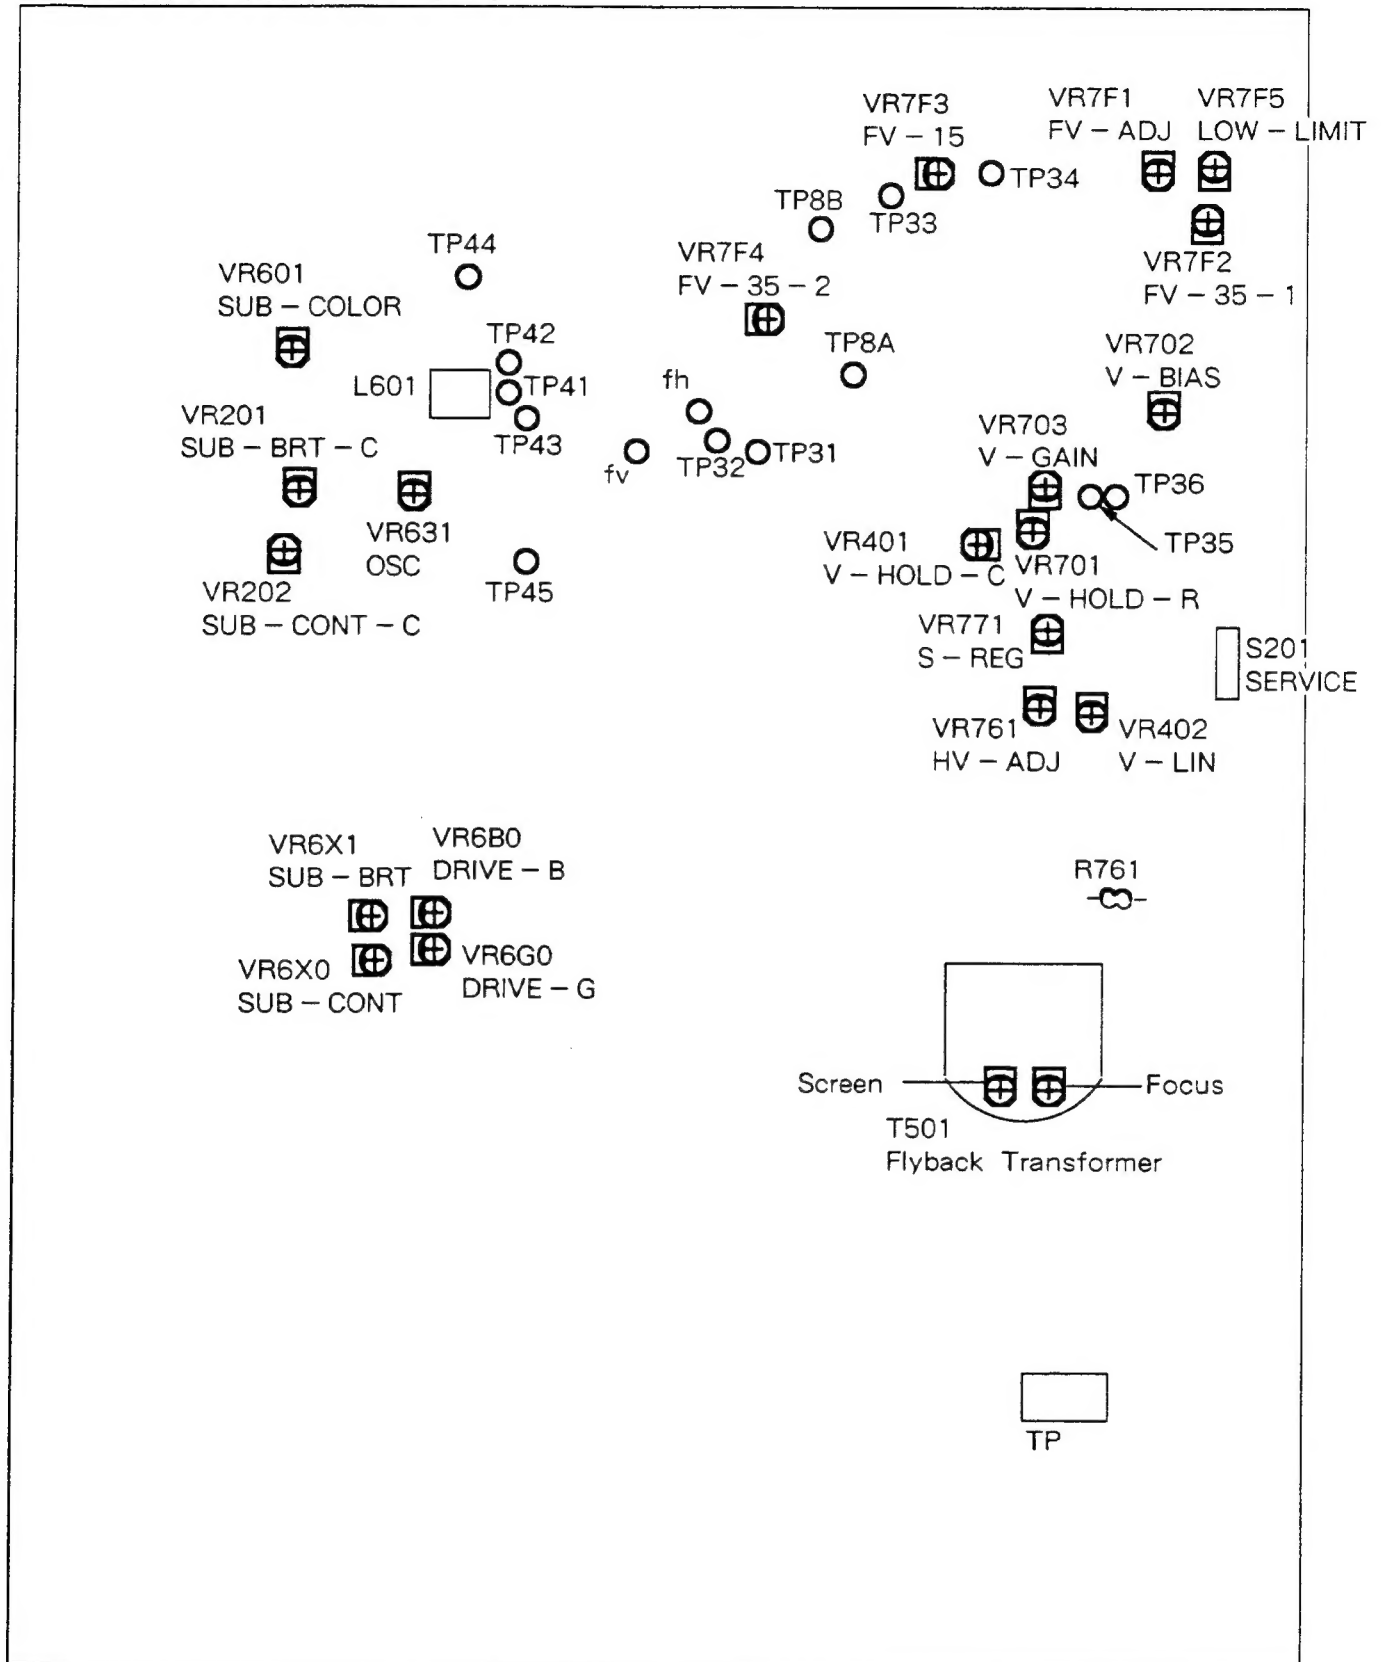 VR7F3
FV – 15
VR7F1
FV – ADJ
VR7F5
LOW – LIMIT
TP34
TP33
TP8B
VR7F4
FV – 35 – 2
VR7F2
FV – 35 – 1
TP44
VR601
SUB – COLOR
TP42
L601
TP41
TP43
TP8A
VR702
V – BIAS
fh
VR201
SUB – BRT – C
fv
TP32
TP31
VR703
V – GAIN
TP36
TP35
VR631
OSC
VR202
SUB – CONT – C
TP45
VR401
V – HOLD – C
VR701
V – HOLD – R
VR771
S – REG
S201
SERVICE
VR761
HV – ADJ
VR402
V – LIN
VR6X1
SUB – BRT
VR6B0
DRIVE – B
R761
VR6X0
SUB – CONT
VR6G0
DRIVE – G
Screen
Focus
T501
Flyback Transformer
TP